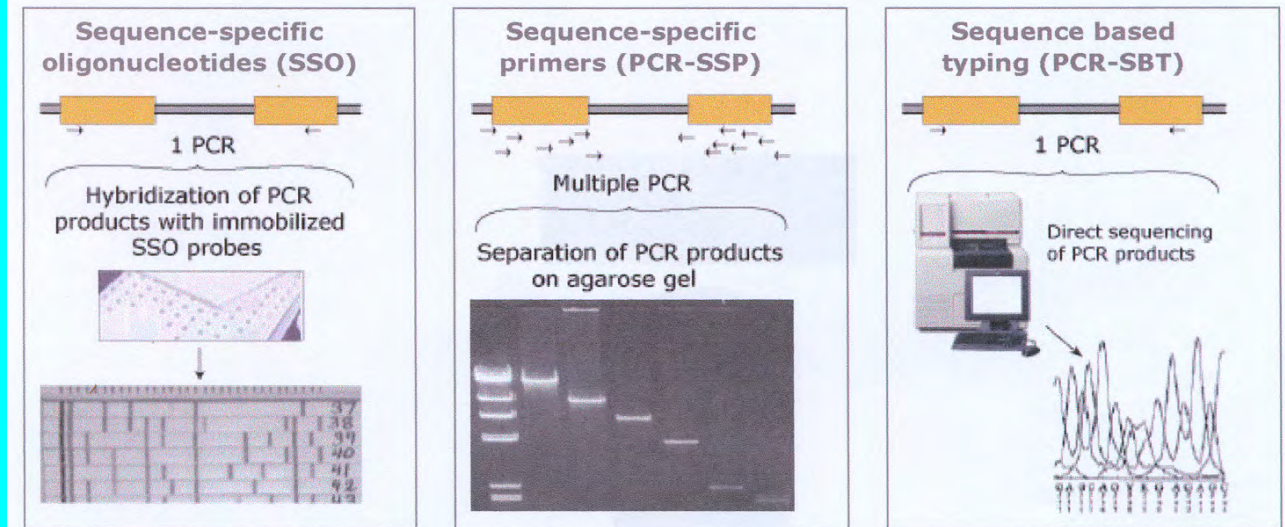 Sequence-specific
oligonucleotides (SSO)
1 PCR
Hybridization of PCR
products with immobilized
SSO probes
37
38
39
40
41
42
43
Sequence-specific
primers (PCR-SSP)
Multiple PCR
Separation of PCR products
on agarose gel
Sequence based
typing (PCR-SBT)
1 PCR
Direct sequencing
of PCR products